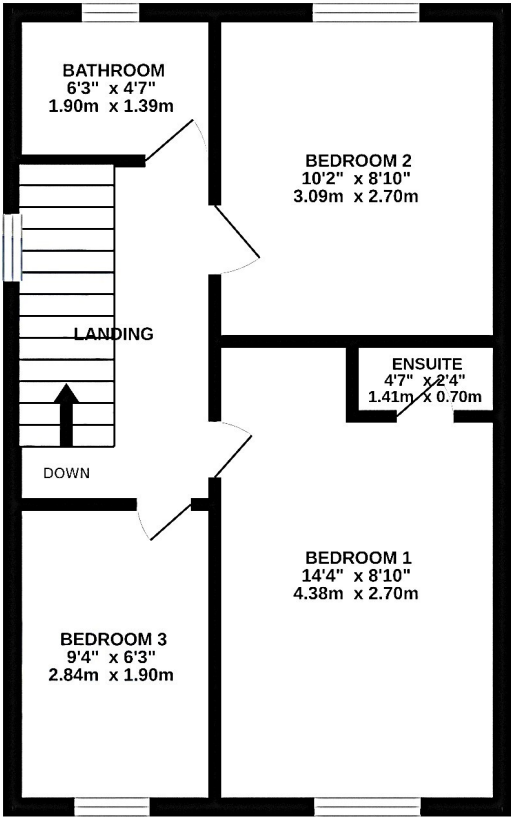 BATHROOM
6'3" x 4'7"
1.90m x 1.39m
BEDROOM 2
10'2" x 8'10"
3.09m x 2.70m
LANDING
ENSUITE
4'7" x 2'4"
1.41m x 0.70m
DOWN
BEDROOM 1
14'4" x 8'10"
4.38m x 2.70m
BEDROOM 3
9'4" x 6'3"
2.84m x 1.90m